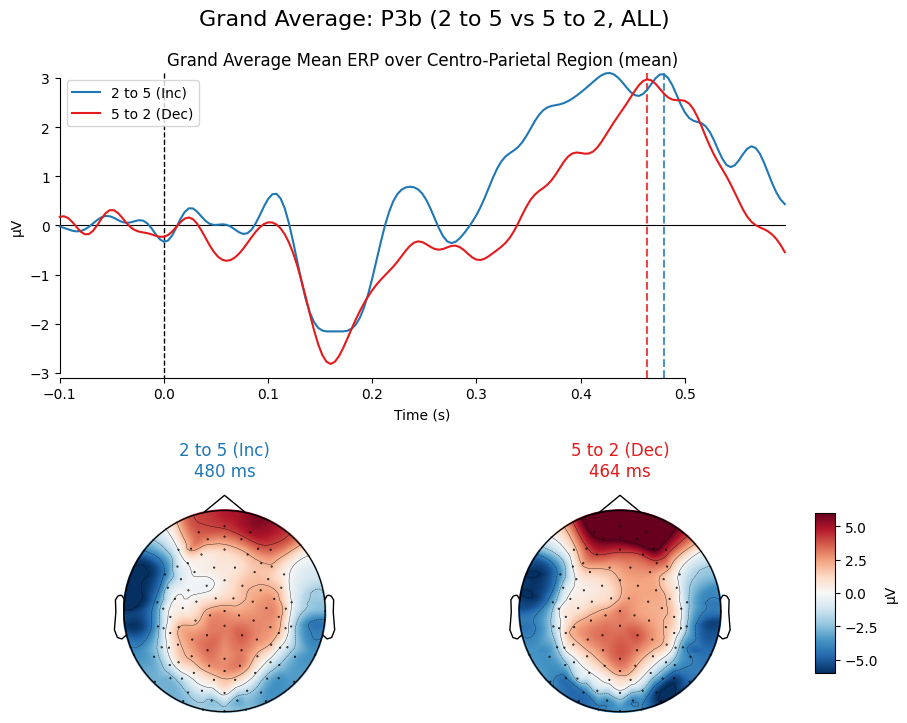 Grand Average: P3b (2 to 5 vs 5 to 2, ALL)
Grand Average Mean ERP over Centro-Parietal Region (mean)
2 to 5 (Inc)
5 to 2 (Dec)
3
2
1
0
−1
−2
−3
µV
−0.1 0.0 0.1 0.2 0.3 0.4 0.5
Time (s)
2 to 5 (Inc)
480 ms
5 to 2 (Dec)
464 ms
5.0
2.5
0.0
−2.5
−5.0
µV